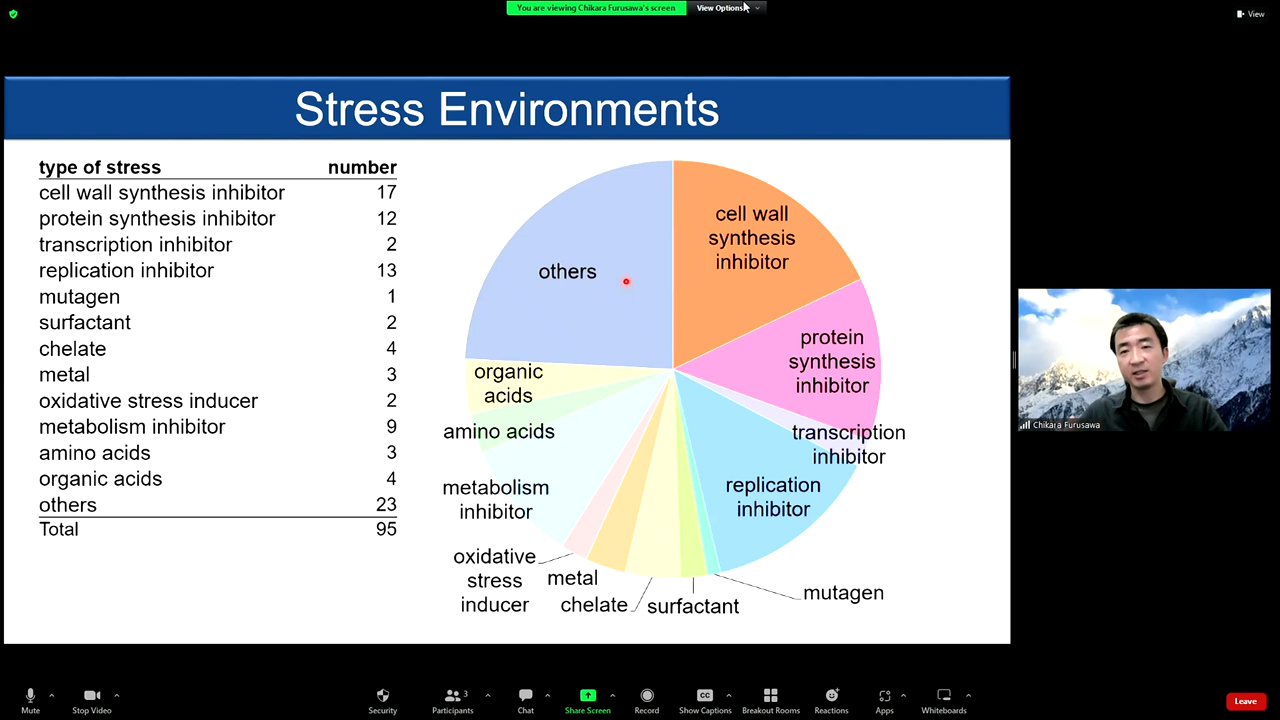 You are viewing Chikara Furusawa's screen
View Options
View
Stress Environments
type of stress number
cell wall synthesis inhibitor 17
protein synthesis inhibitor 12
transcription inhibitor 2
replication inhibitor 13
mutagen 1
surfactant 2
chelate 4
metal 3
oxidative stress inducer 2
metabolism inhibitor 9
amino acids 3
organic acids 4
others 23
Total 95
cell wall
synthesis
inhibitor
protein
synthesis
inhibitor
transcription
inhibitor
replication
inhibitor
mutagen
surfactant
chelate
metal
oxidative
stress
inducer
metabolism
inhibitor
amino acids
organic
acids
others
Chikara Furusawa
Mute
Stop Video
Security
Participants 3
Chat
Share Screen
Record
CC
Show Captions
Breakout Rooms
Reactions
Apps
Whiteboards
Leave